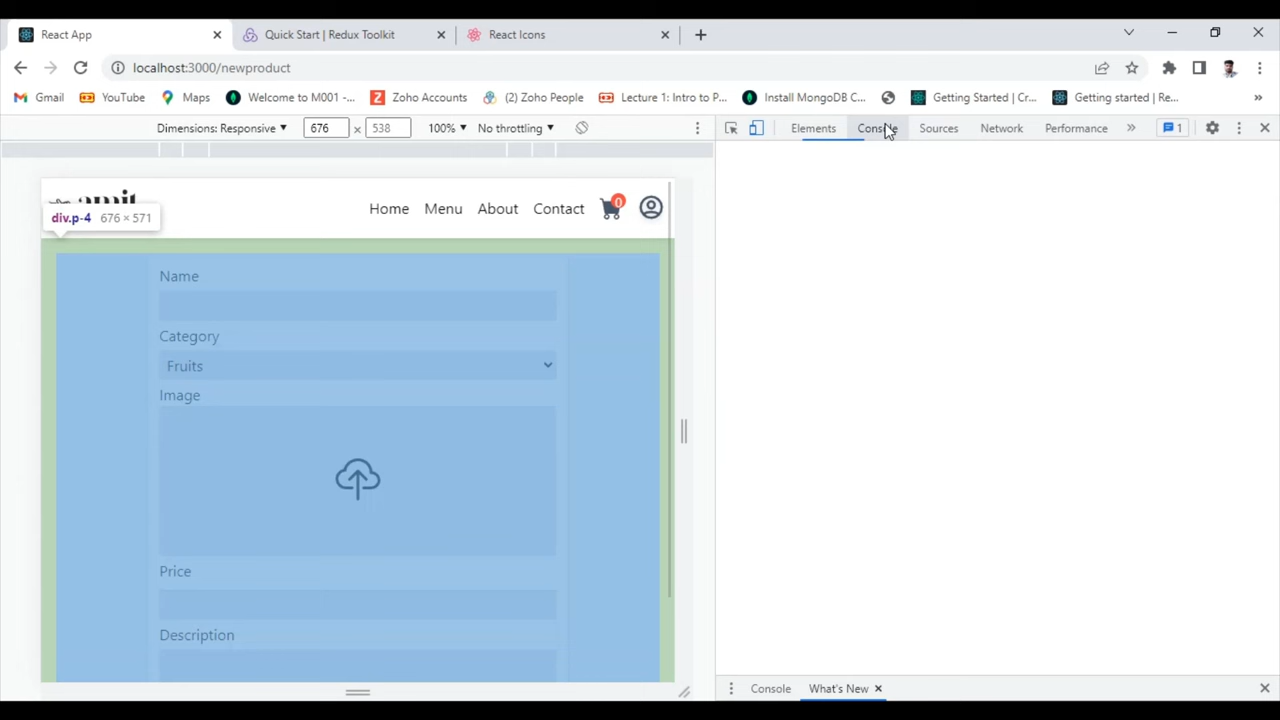 React App
Quick Start | Redux Toolkit
React Icons
localhost:3000/newproduct
Gmail
YouTube
Maps
Welcome to M001 -...
Zoho Accounts
(2) Zoho People
Lecture 1: Intro to P...
Install MongoDB C...
Getting Started | Cr...
Getting started | Re...
»
Dimensions: Responsive
676
×
538
100%
No throttling
Elements
Console
Sources
Network
Performance
»
1
Home
Menu
About
Contact
0
div.p-4 676 × 571
Name
Category
Fruits
Image
Price
Description
Console
What's New